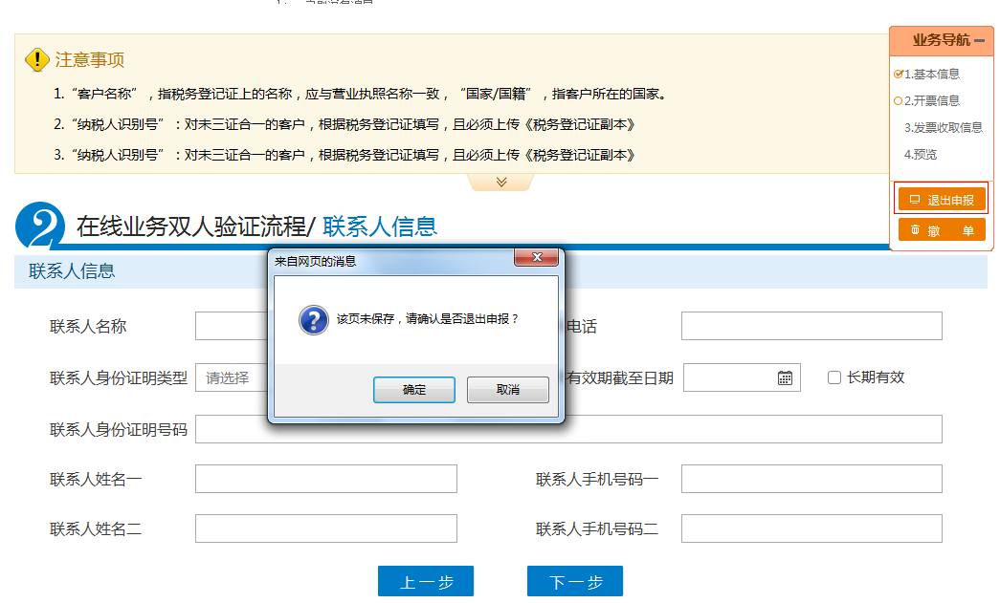 注意事项
1.“客户名称”，指税务登记证上的名称，应与营业执照名称一致，“国家/国籍”，指客户所在的国家。
2.“纳税人识别号”：对未三证合一的客户，根据税务登记证填写，且必须上传《税务登记证副本》
3.“纳税人识别号”：对未三证合一的客户，根据税务登记证填写，且必须上传《税务登记证副本》
业务导航
1.基本信息
2.开票信息
3.发票收取信息
4.预览
退出申报
撤 单
2 在线业务双人验证流程/ 联系人信息
联系人信息
来自网页的消息
该页未保存，请确认是否退出申报？
确定 取消
联系人名称 电话
联系人身份证明类型 请选择 有效期截至日期 长期有效
联系人身份证明号码
联系人姓名一 联系人手机号码一
联系人姓名二 联系人手机号码二
上一步 下一步